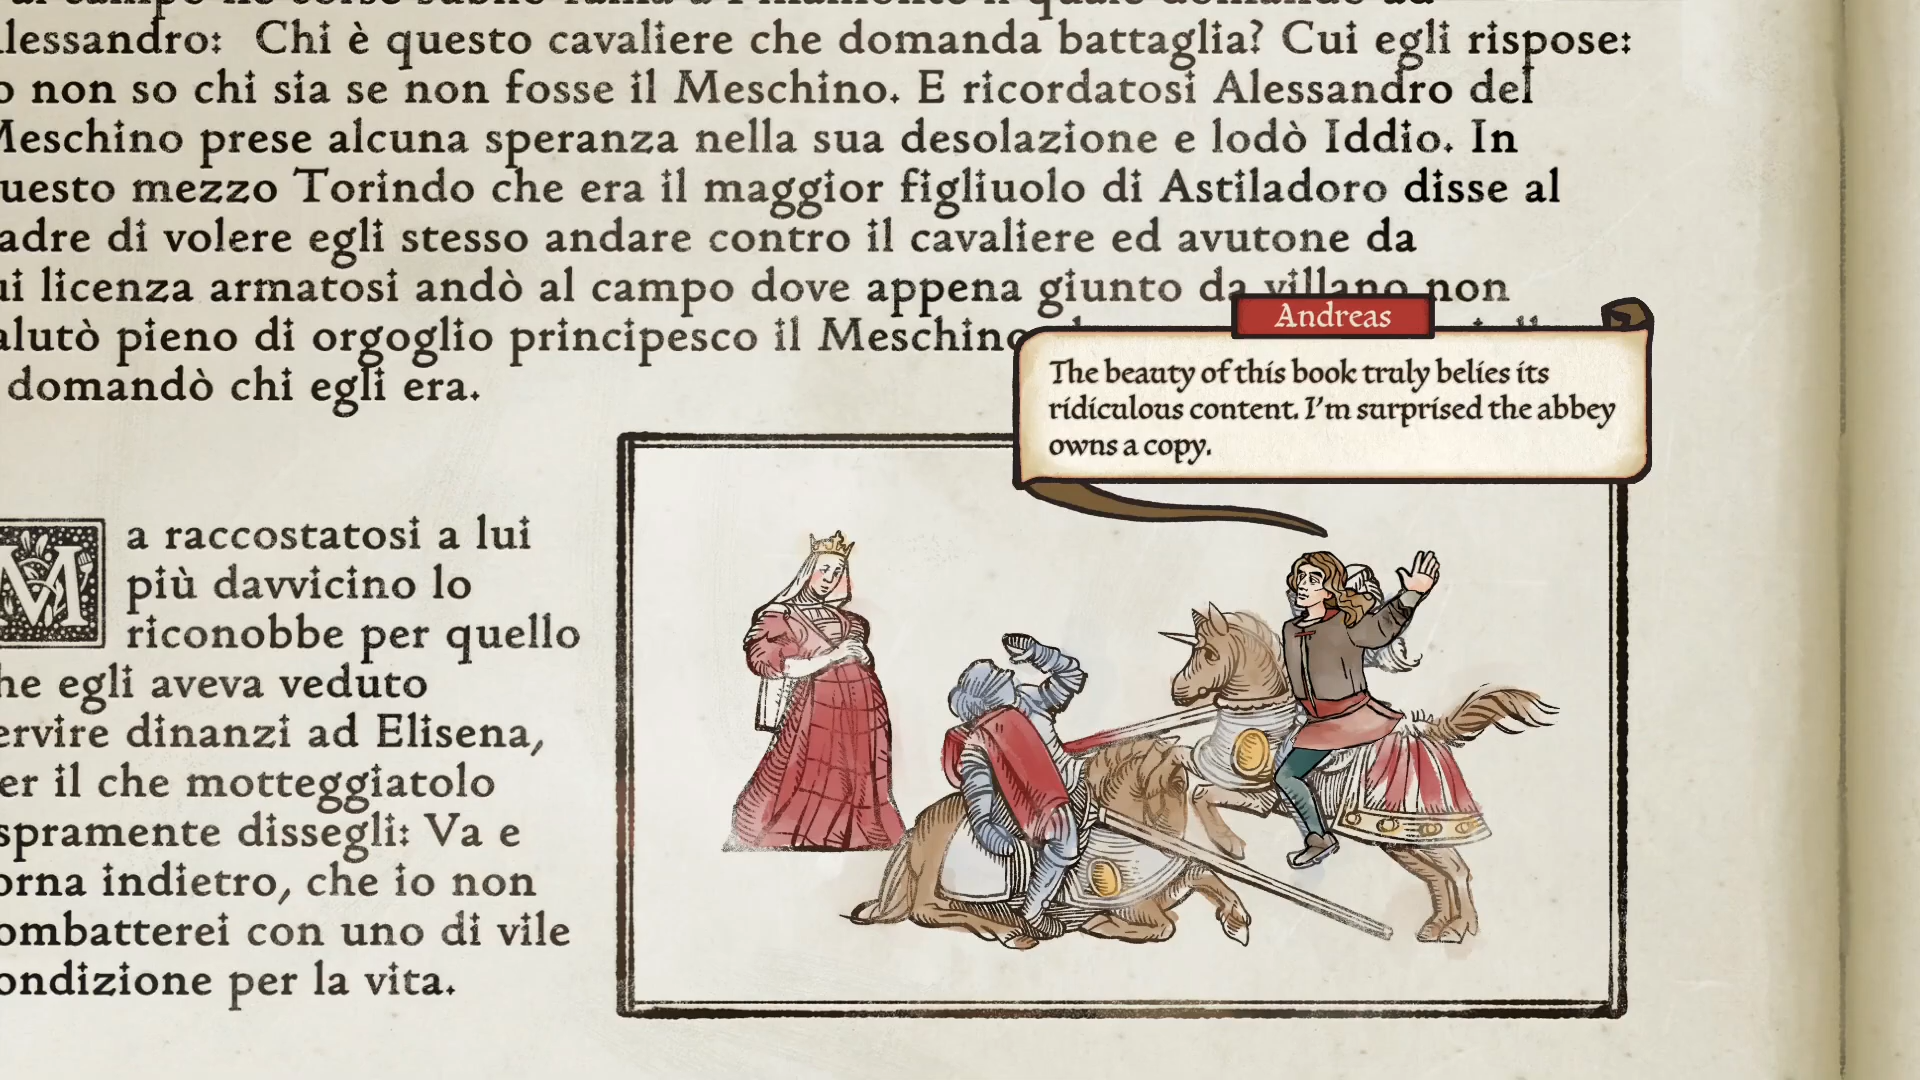 lessandro: Chi è questo cavaliere che domanda battaglia? Cui egli rispose:
o non so chi sia se non fosse il Meschino. E ricordatosi Alessandro del
Meschino prese alcuna speranza nella sua desolazione e lodò Iddio. In
uesto mezzo Torindo che era il maggior figliuolo di Astiladoro disse al
adre di volere egli stesso andare contro il cavaliere ed avutone da
ui licenza armatosi andò al campo dove appena giunto da villano non
alutò pieno di orgoglio principesco il Meschino
domandò chi egli era.
Andreas
The beauty of this book truly belies its
ridiculous content. I'm surprised the abbey
owns a copy.
Ma raccostatosi a lui
più davvicino lo
riconobbe per quello
he egli aveva veduto
ervire dinanzi ad Elisena,
er il che motteggiatolo
spramente dissegli: Va e
orna indietro, che io non
ombatterei con uno di vile
ondizione per la vita.